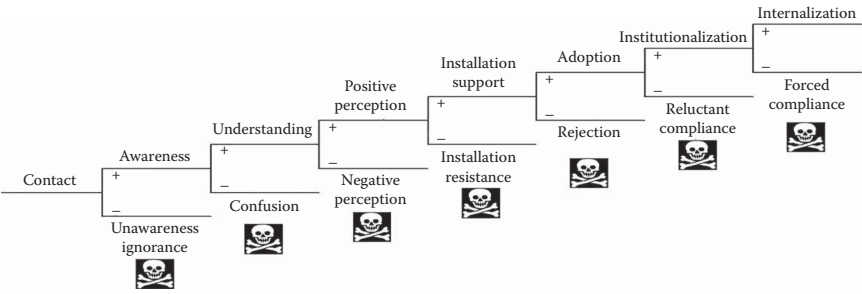 Contact
Awareness
+
–
Unawareness
ignorance
Understanding
+
–
Confusion
Positive
perception
+
–
Negative
perception
Installation
support
+
–
Installation
resistance
Adoption
+
–
Rejection
Institutionalization
+
–
Reluctant
compliance
Internalization
+
–
Forced
compliance